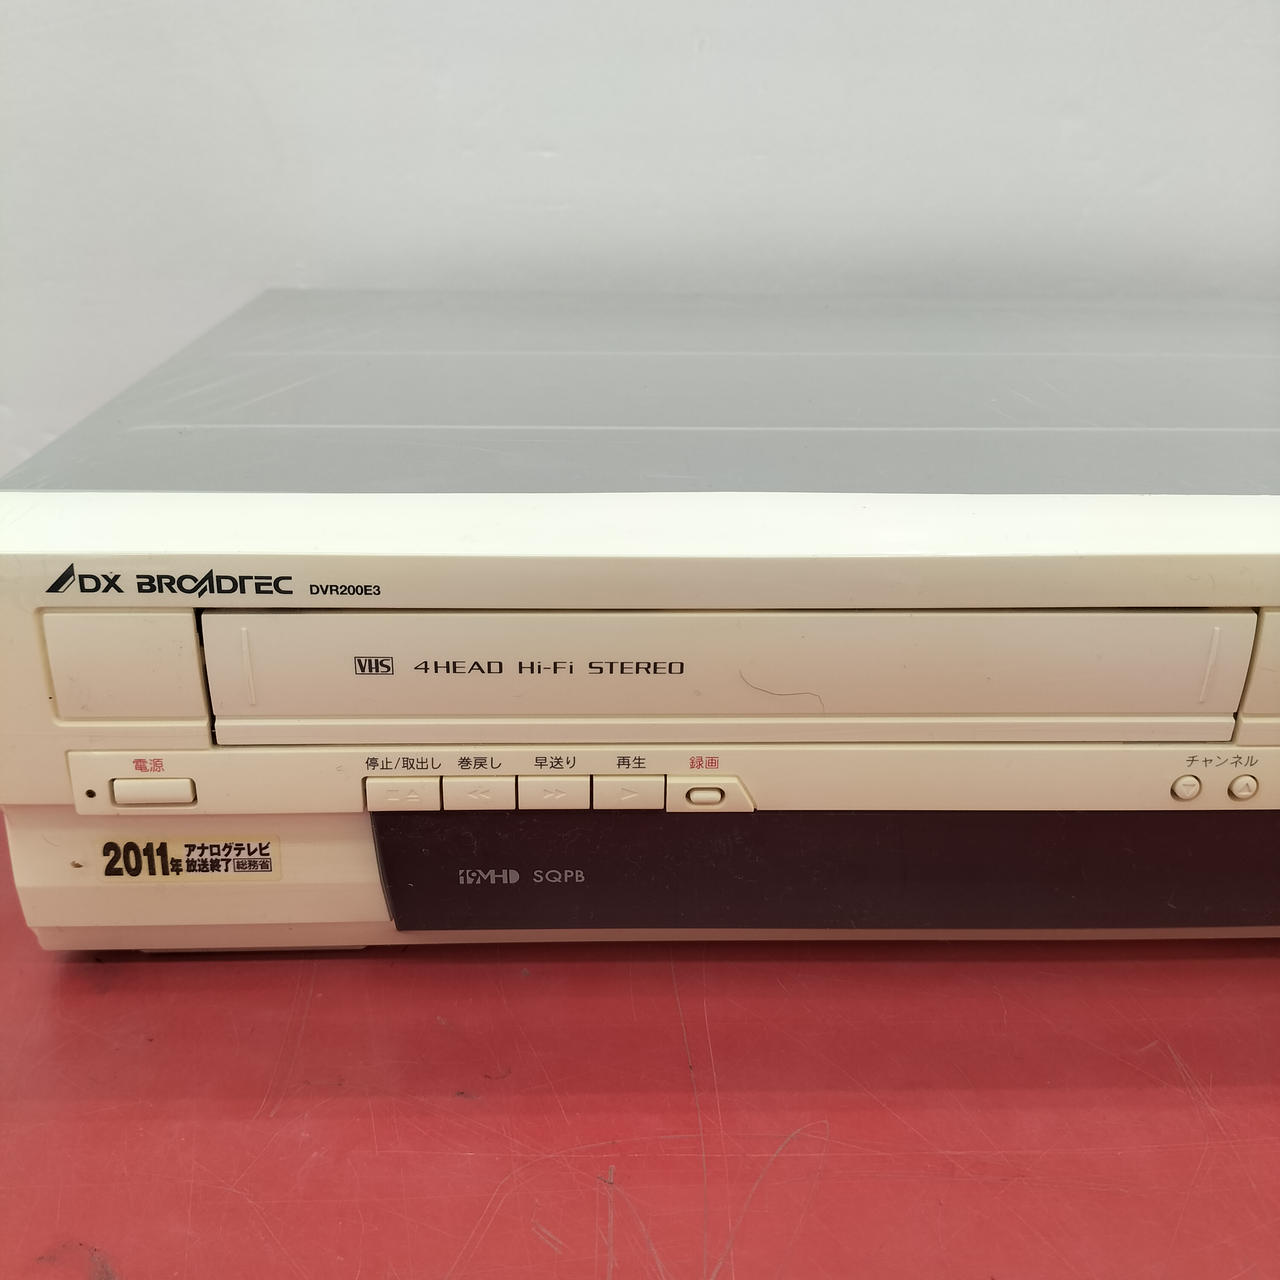 DX BROADTEC DVR200E3
VHS 4HEAD Hi-Fi STEREO
電源
停止/取出し 巻戻し 早送り 再生 録画
チャンネル
2011年 アナログテレビ
放送終了 総務省
19MHD SQPB